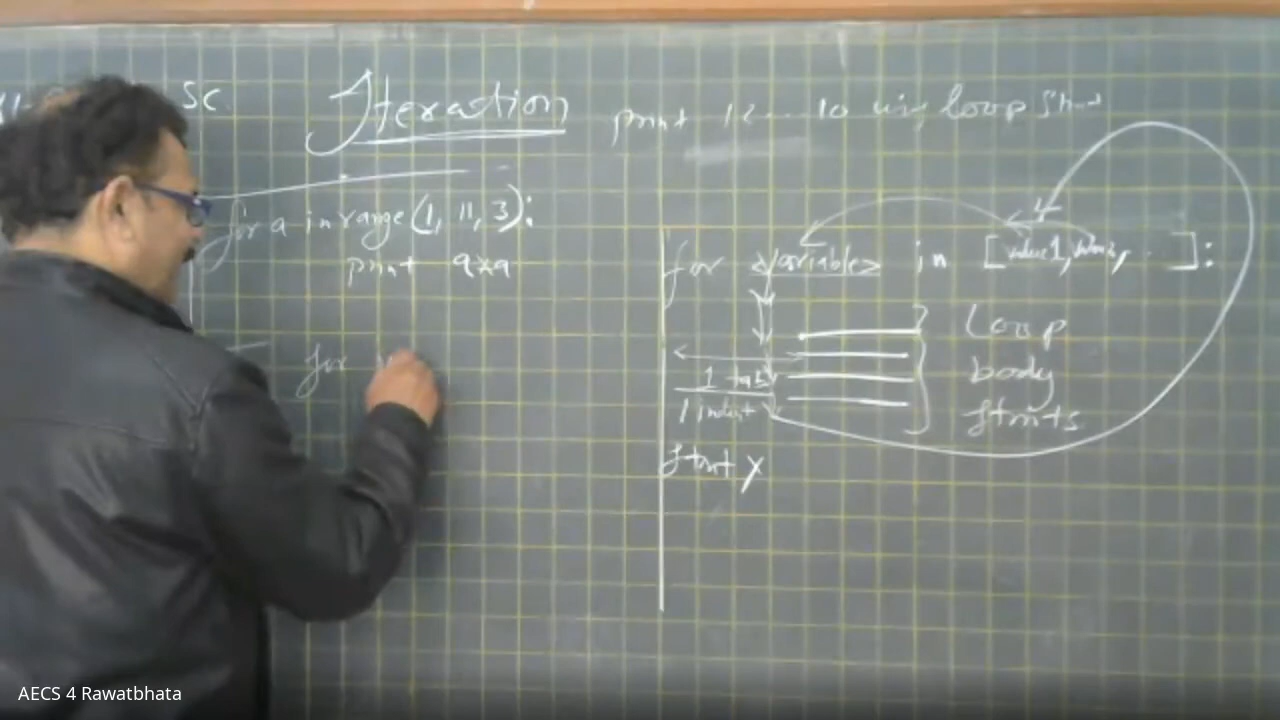 SC
Iteration
print 1 2 .... 10 using loop Stmt
for a in range(1, 11, 3):
print a*a
for
for <variable> in [value1, value2, ..]:
Loop
body
stmts
1 tab
1 indent
stmt y
AECS 4 Rawatbhata